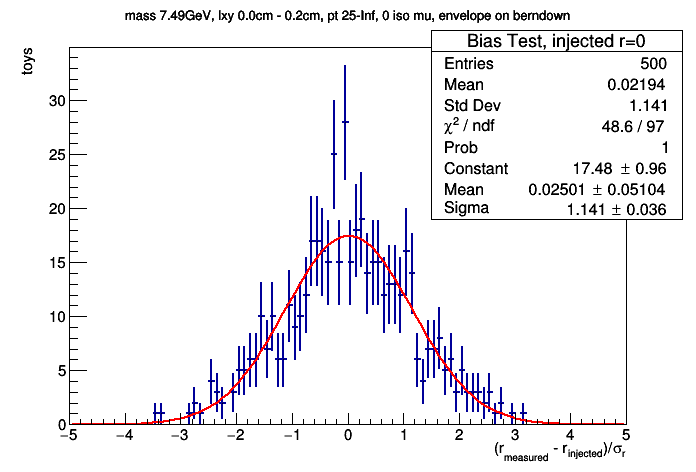 mass 7.49GeV, lxy 0.0cm - 0.2cm, pt 25-Inf, 0 iso mu, envelope on berndown
Bias Test, injected r=0
Entries 500
Mean 0.02194
Std Dev 1.141
χ² / ndf 48.6 / 97
Prob 1
Constant 17.48 ± 0.96
Mean 0.02501 ± 0.05104
Sigma 1.141 ± 0.036
toys
30
25
20
15
10
5
0
−5 −4 −3 −2 −1 0 1 2 3 4 5
(r_measured - r_injected)/σ_r